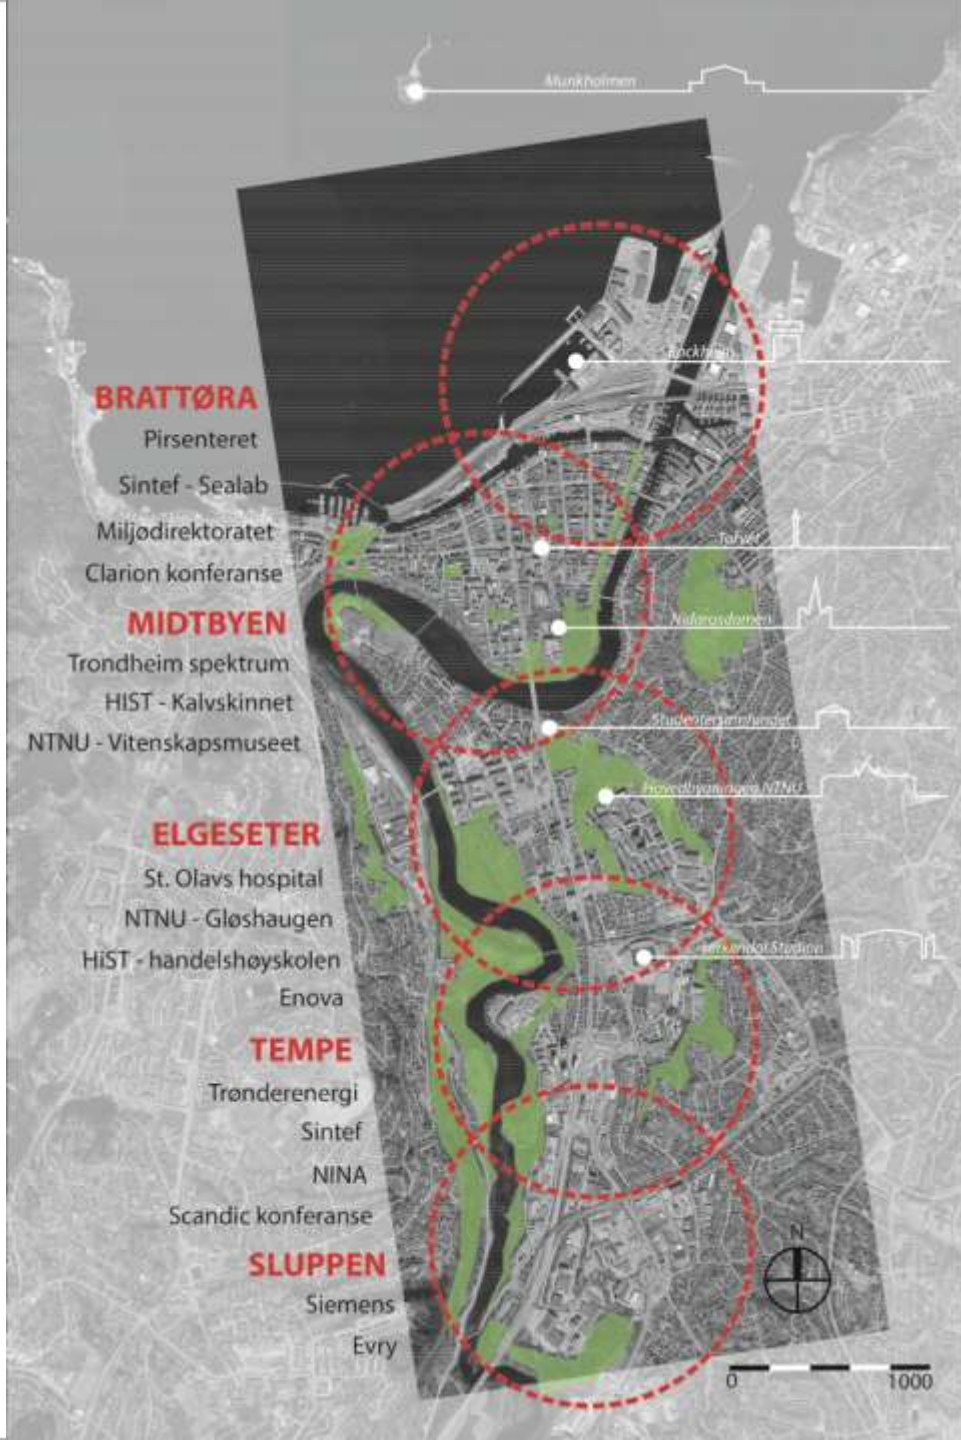 Munkholmen
Rockheim
BRATTØRA
Pirsenteret
Sintef - Sealab
Miljødirektoratet
Clarion konferanse
Torvet
MIDTBYEN
Nidarosdomen
Trondheim spektrum
HIST - Kalvskinnet
NTNU - Vitenskapsmuseet
Studentersamfundet
Hovedbygningen NTNU
ELGESETER
St. Olavs hospital
NTNU - Gløshaugen
HiST - handelshøyskolen
Lerkendal Stadion
Enova
TEMPE
Trønderenergi
Sintef
NINA
Scandic konferanse
SLUPPEN
Siemens
Evry
N
0 1000